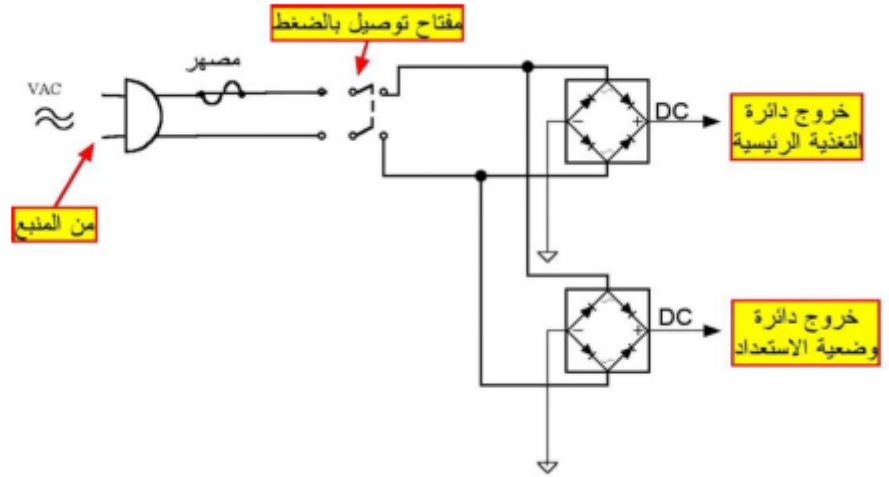 مفتاح توصيل بالضغط
مصهر
VAC
من المنبع
DC
خروج دائرة
التغذية الرئيسية
DC
خروج دائرة
وضعية الاستعداد